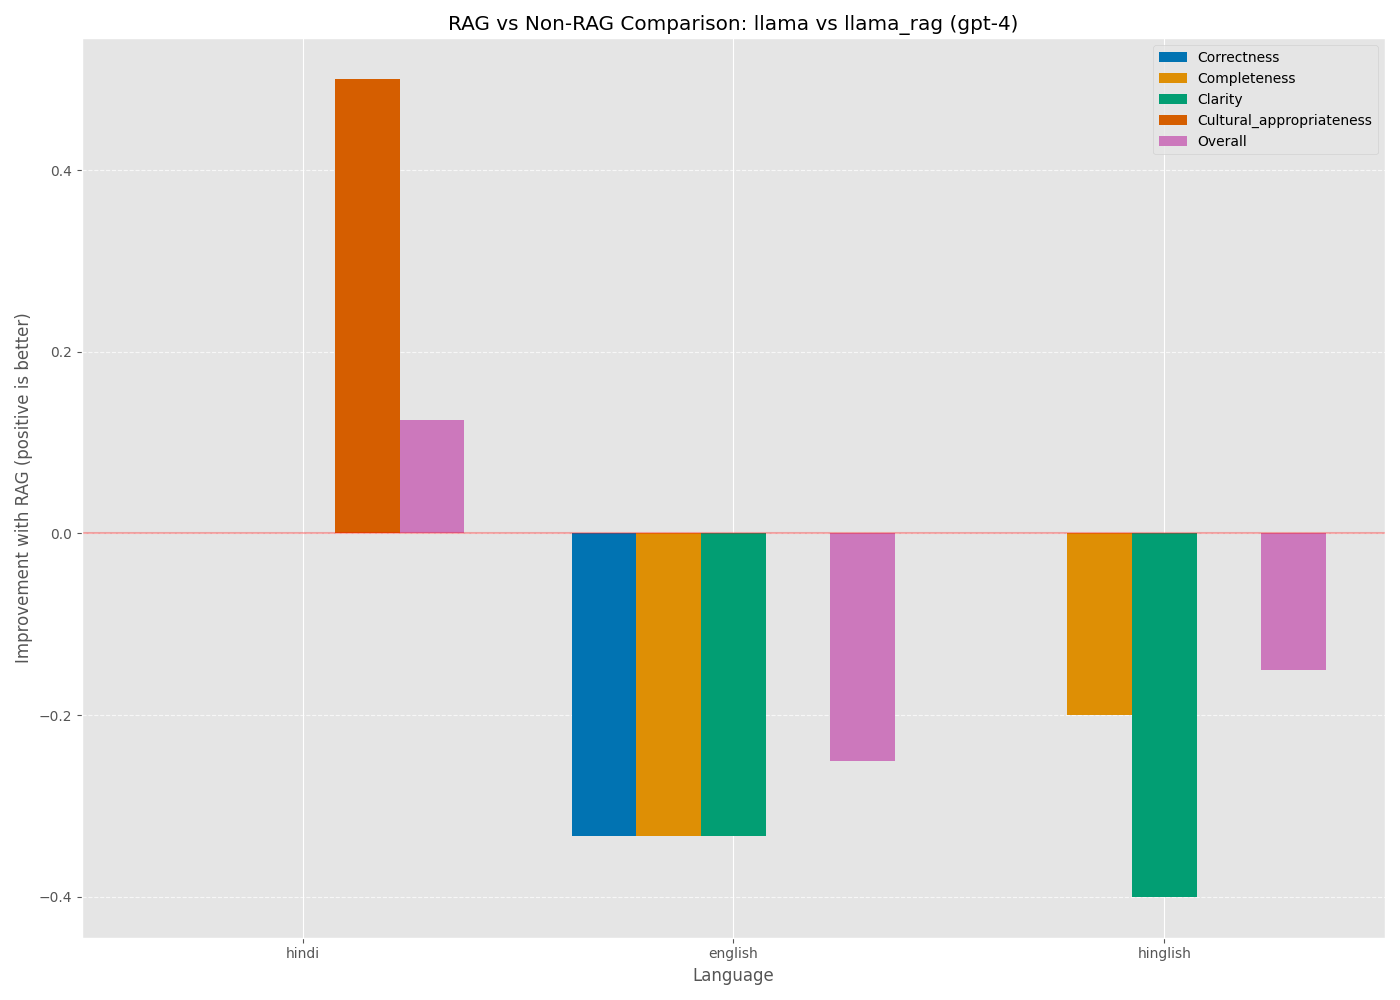 RAG vs Non-RAG Comparison: llama vs llama_rag (gpt-4)
Correctness
Completeness
Clarity
Cultural_appropriateness
Overall
Improvement with RAG (positive is better)
0.4
0.2
0.0
−0.2
−0.4
hindi
english
hinglish
Language